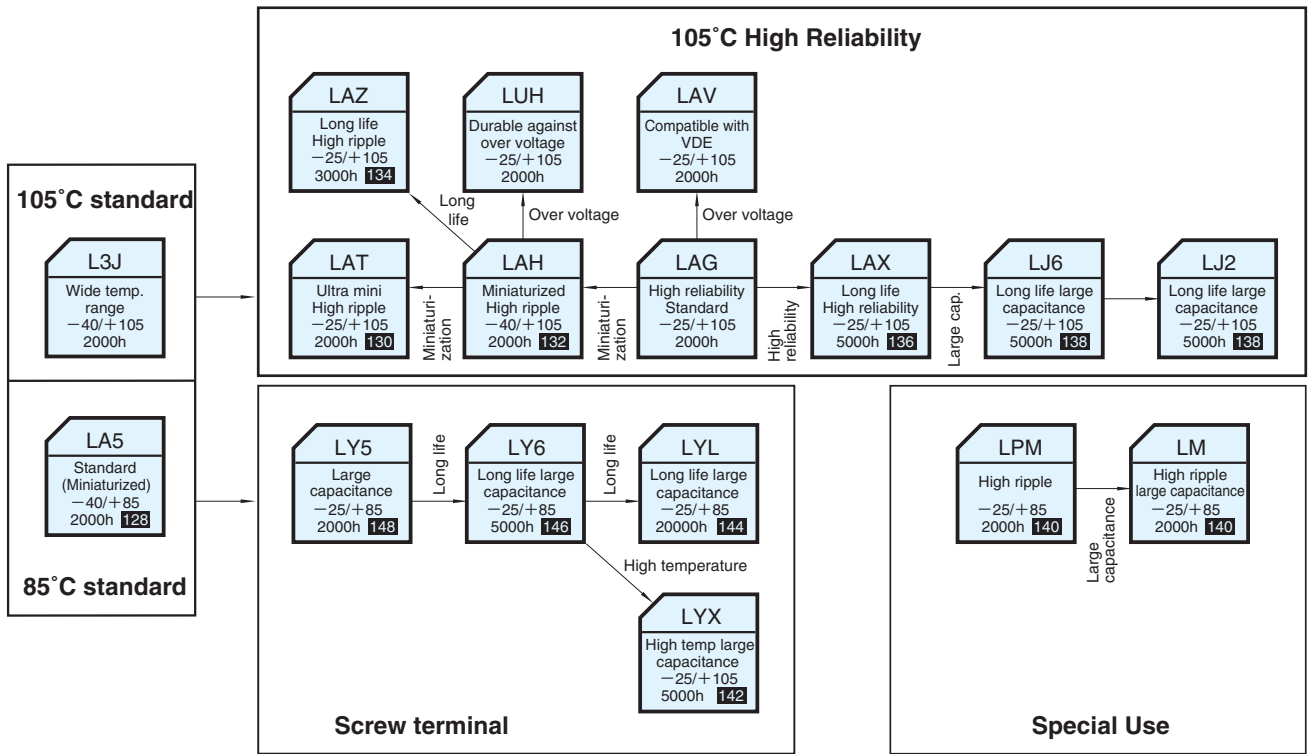 105˚C High Reliability
LAZ
Long life
High ripple
−25/+105
3000h 134
LUH
Durable against
over voltage
−25/+105
2000h
LAV
Compatible with
VDE
−25/+105
2000h
Long
life
Over voltage
Over voltage
105˚C standard
L3J
Wide temp.
range
−40/+105
2000h
LAT
Ultra mini
High ripple
−25/+105
2000h 130
Miniaturi-
zation
LAH
Miniaturized
High ripple
−40/+105
2000h 132
Miniaturi-
zation
LAG
High reliability
Standard
−25/+105
2000h
High
reliability
LAX
Long life
High reliability
−25/+105
5000h 136
Large cap.
LJ6
Long life large
capacitance
−25/+105
5000h 138
LJ2
Long life large
capacitance
−25/+105
5000h 138
LA5
Standard
(Miniaturized)
−40/+85
2000h 128
85˚C standard
LY5
Large
capacitance
−25/+85
2000h 148
Long life
LY6
Long life large
capacitance
−25/+85
5000h 146
Long life
LYL
Long life large
capacitance
−25/+85
20000h 144
High temperature
LYX
High temp large
capacitance
−25/+105
5000h 142
Screw terminal
LPM
High ripple
−25/+85
2000h 140
Large
capacitance
LM
High ripple
large capacitance
−25/+85
2000h 140
Special Use